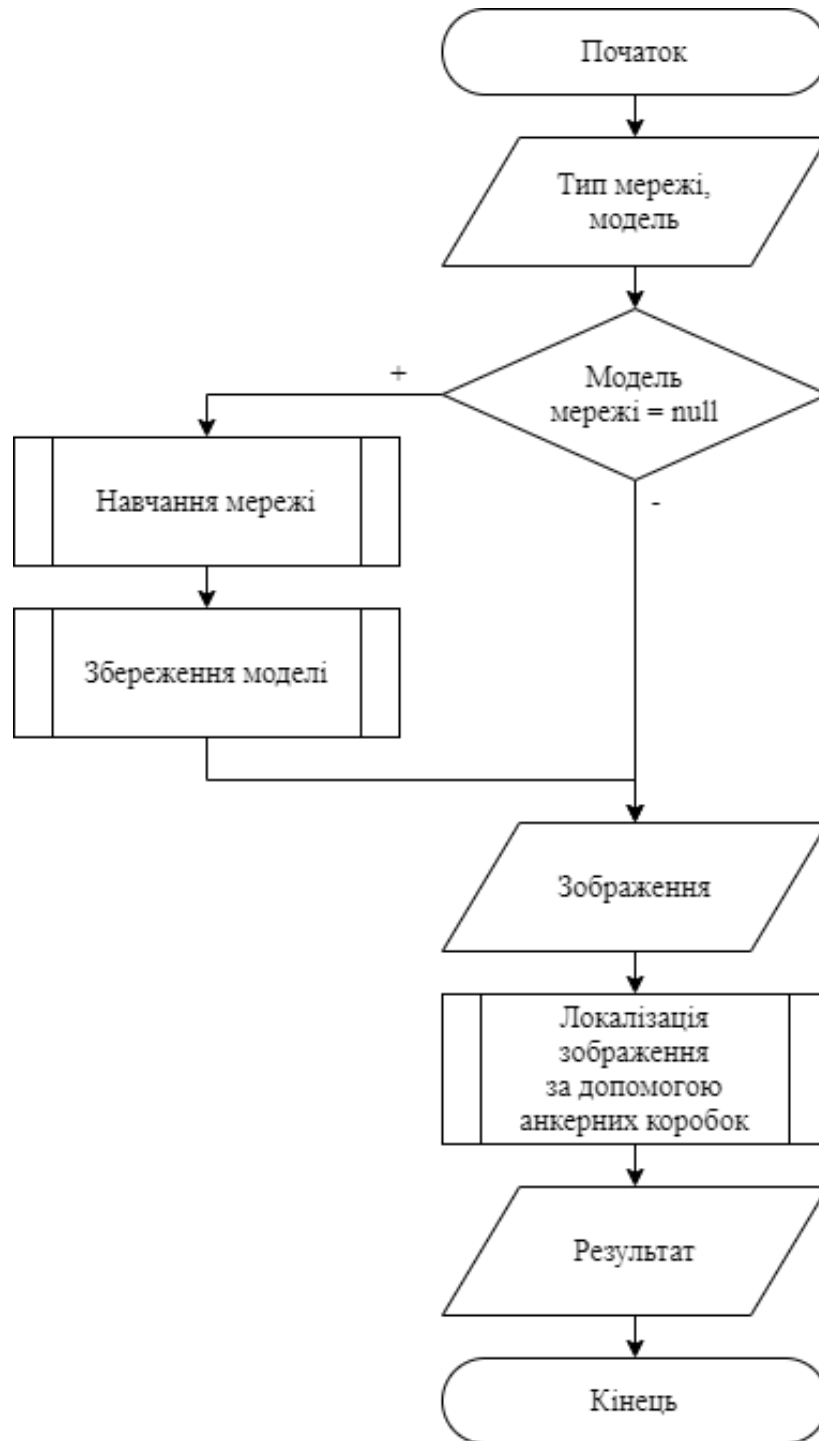 Початок
Тип мережі,
модель
Модель
мережі = null
+
-
Навчання мережі
Збереження моделі
Зображення
Локалізація
зображення
за допомогою
анкерних коробок
Результат
Кінець